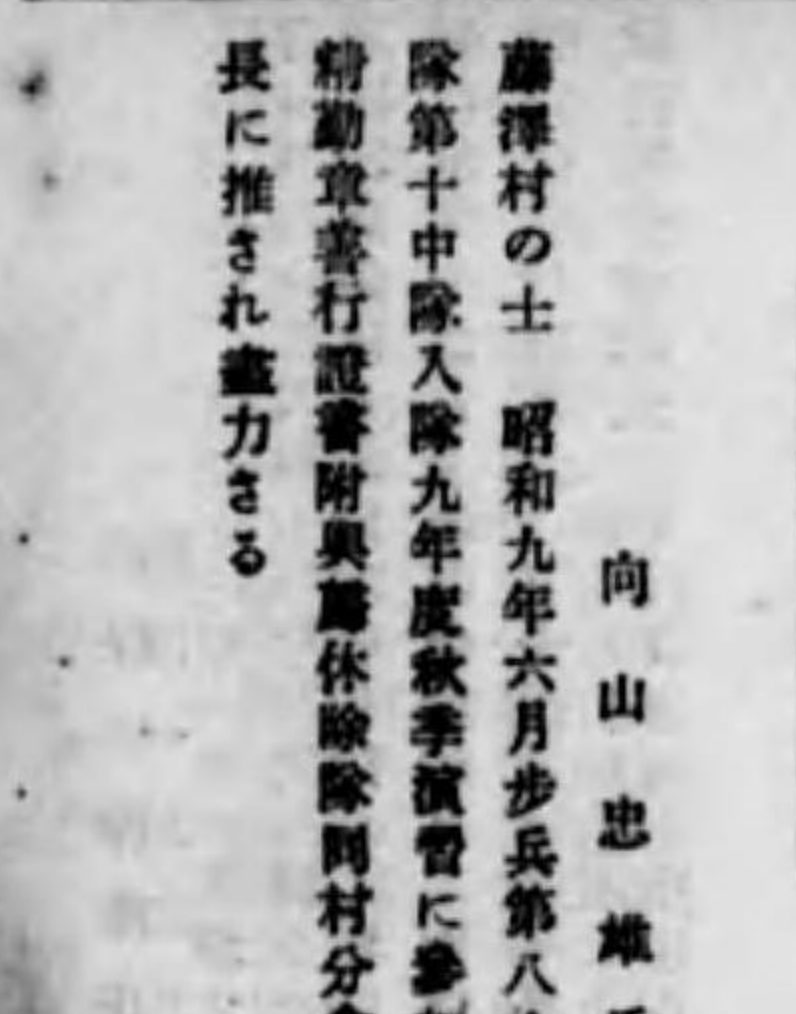 向山忠雄
藤澤村の士　昭和九年六月步兵第八
隊第十中隊入隊九年度秋季演習に參
精勤章善行證書附與歸休除隊同村分
長に推され盡力さる